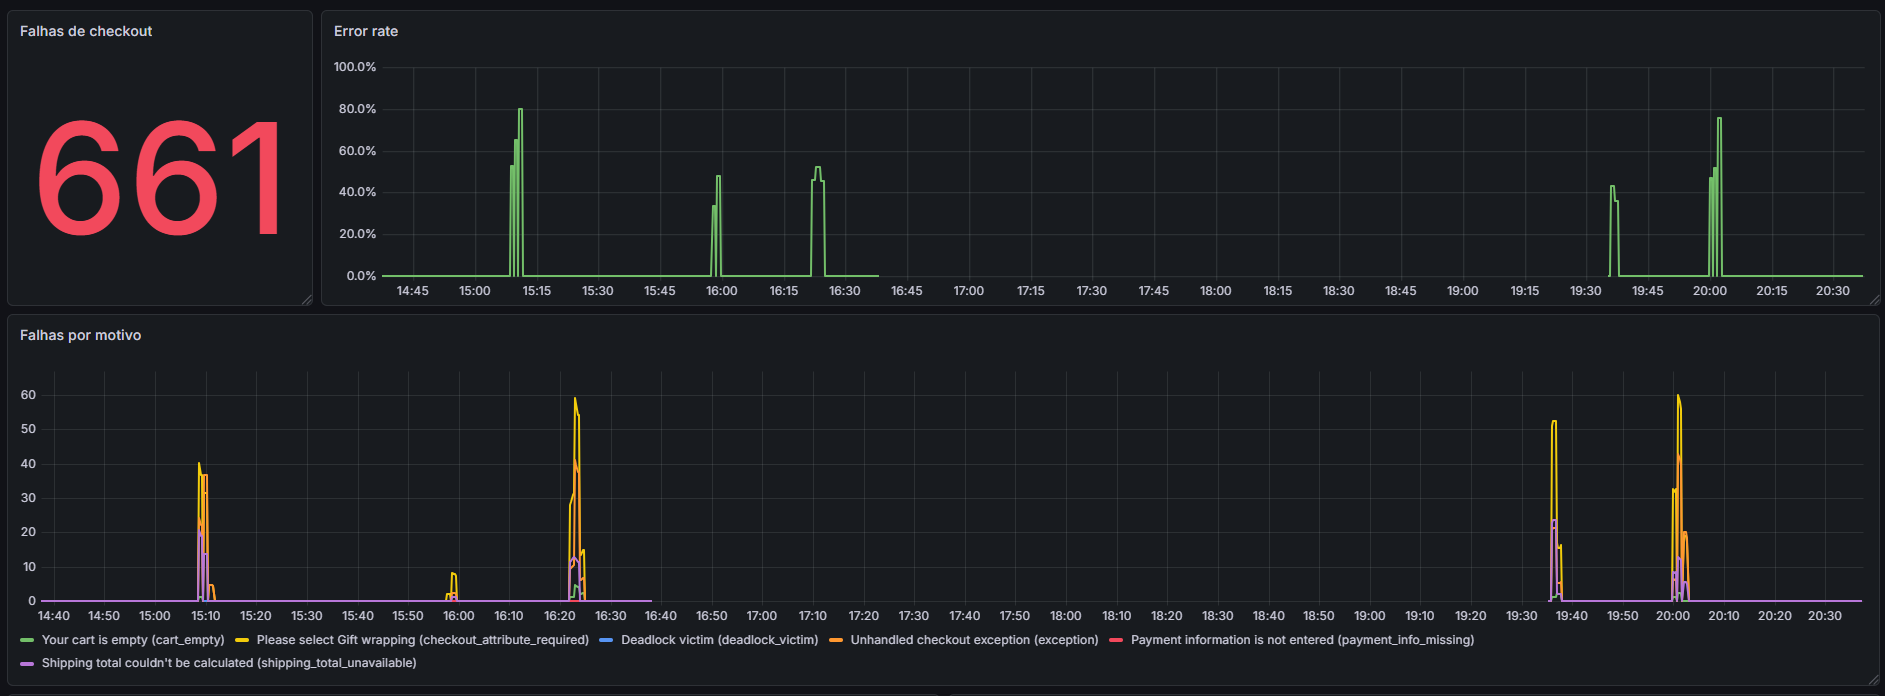 Falhas de checkout
661
Error rate
100.0%
80.0%
60.0%
40.0%
20.0%
0.0%
14:45 15:00 15:15 15:30 15:45 16:00 16:15 16:30 16:45 17:00 17:15 17:30 17:45 18:00 18:15 18:30 18:45 19:00 19:15 19:30 19:45 20:00 20:15 20:30
Falhas por motivo
60
50
40
30
20
10
0
14:40 14:50 15:00 15:10 15:20 15:30 15:40 15:50 16:00 16:10 16:20 16:30 16:40 16:50 17:00 17:10 17:20 17:30 17:40 17:50 18:00 18:10 18:20 18:30 18:40 18:50 19:00 19:10 19:20 19:30 19:40 19:50 20:00 20:10 20:20 20:30
Your cart is empty (cart_empty) Please select Gift wrapping (checkout_attribute_required) Deadlock victim (deadlock_victim) Unhandled checkout exception (exception) Payment information is not entered (payment_info_missing)
Shipping total couldn't be calculated (shipping_total_unavailable)